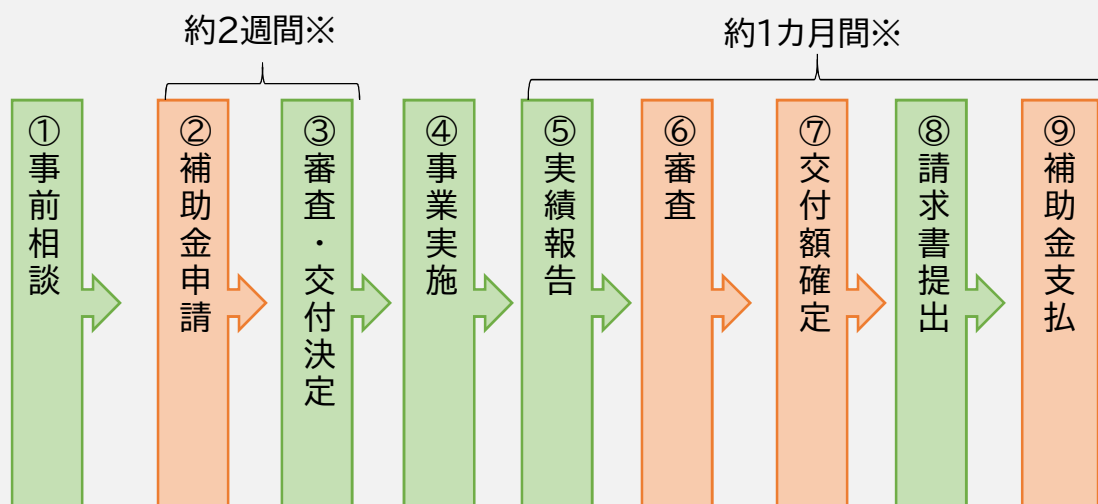 約2週間※
約1カ月間※
①事前相談
②補助金申請
③審査・交付決定
④事業実施
⑤実績報告
⑥審査
⑦交付額確定
⑧請求書提出
⑨補助金支払